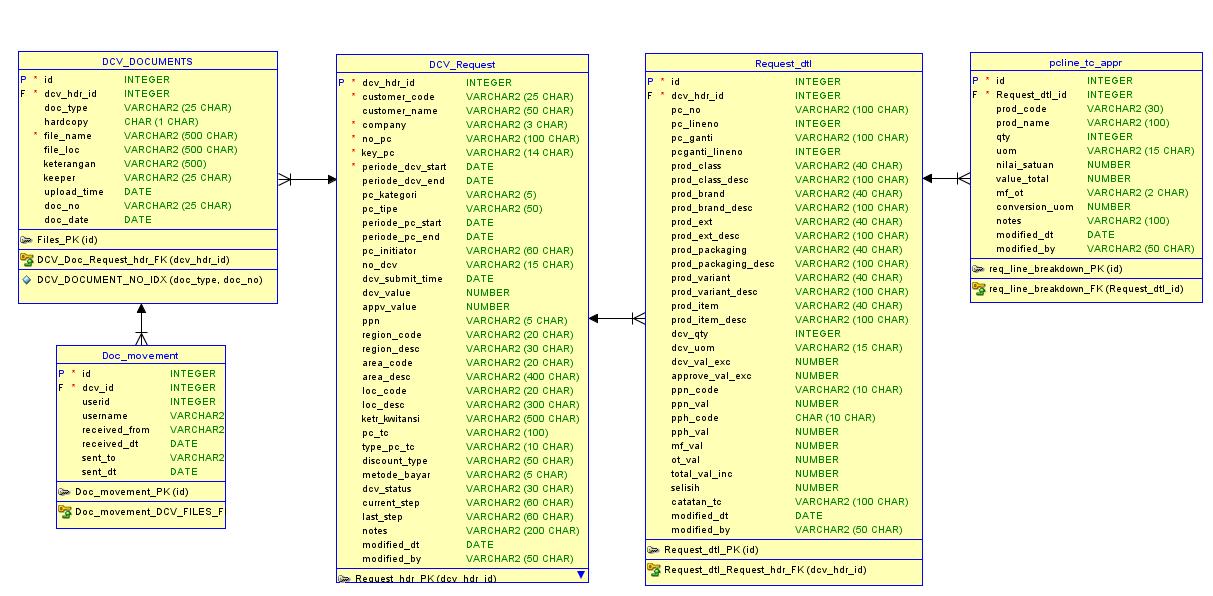 DCV_DOCUMENTS
P * id INTEGER
F * dcv_hdr_id INTEGER
doc_type VARCHAR2 (25 CHAR)
hardcopy CHAR (1 CHAR)
* file_name VARCHAR2 (500 CHAR)
file_loc VARCHAR2 (500 CHAR)
keterangan VARCHAR2 (500)
keeper VARCHAR2 (25 CHAR)
upload_time DATE
doc_no VARCHAR2 (25 CHAR)
doc_date DATE
Files_PK (id)
DCV_Doc_Request_hdr_FK (dcv_hdr_id)
DCV_DOCUMENT_NO_IDX (doc_type, doc_no)
Doc_movement
P * id INTEGER
F * dcv_id INTEGER
userid INTEGER
username VARCHAR2
received_from VARCHAR2
received_dt DATE
sent_to VARCHAR2
sent_dt DATE
Doc_movement_PK (id)
Doc_movement_DCV_FILES_F
DCV_Request
P * dcv_hdr_id INTEGER
* customer_code VARCHAR2 (25 CHAR)
customer_name VARCHAR2 (50 CHAR)
* company VARCHAR2 (3 CHAR)
* no_pc VARCHAR2 (100 CHAR)
* key_pc VARCHAR2 (14 CHAR)
* periode_dcv_start DATE
periode_dcv_end DATE
pc_kategori VARCHAR2 (5)
pc_tipe VARCHAR2 (50)
periode_pc_start DATE
periode_pc_end DATE
pc_initiator VARCHAR2 (60 CHAR)
no_dcv VARCHAR2 (15 CHAR)
dcv_submit_time DATE
dcv_value NUMBER
appv_value NUMBER
ppn VARCHAR2 (5 CHAR)
region_code VARCHAR2 (20 CHAR)
region_desc VARCHAR2 (30 CHAR)
area_code VARCHAR2 (20 CHAR)
area_desc VARCHAR2 (400 CHAR)
loc_code VARCHAR2 (20 CHAR)
loc_desc VARCHAR2 (300 CHAR)
ketr_kwitansi VARCHAR2 (500 CHAR)
pc_tc VARCHAR2 (100)
type_pc_tc VARCHAR2 (10 CHAR)
discount_type VARCHAR2 (50 CHAR)
metode_bayar VARCHAR2 (5 CHAR)
dcv_status VARCHAR2 (30 CHAR)
current_step VARCHAR2 (60 CHAR)
last_step VARCHAR2 (60 CHAR)
notes VARCHAR2 (200 CHAR)
modified_dt DATE
modified_by VARCHAR2 (50 CHAR)
Request_hdr_PK (dcv_hdr_id)
Request_dtl
P * id INTEGER
F * dcv_hdr_id INTEGER
pc_no VARCHAR2 (100 CHAR)
pc_lineno INTEGER
pc_ganti VARCHAR2 (100 CHAR)
pcganti_lineno INTEGER
prod_class VARCHAR2 (40 CHAR)
prod_class_desc VARCHAR2 (100 CHAR)
prod_brand VARCHAR2 (40 CHAR)
prod_brand_desc VARCHAR2 (100 CHAR)
prod_ext VARCHAR2 (40 CHAR)
prod_ext_desc VARCHAR2 (100 CHAR)
prod_packaging VARCHAR2 (40 CHAR)
prod_packaging_desc VARCHAR2 (100 CHAR)
prod_variant VARCHAR2 (40 CHAR)
prod_variant_desc VARCHAR2 (100 CHAR)
prod_item VARCHAR2 (40 CHAR)
prod_item_desc VARCHAR2 (100 CHAR)
dcv_qty INTEGER
dcv_uom VARCHAR2 (15 CHAR)
dcv_val_exc NUMBER
approve_val_exc NUMBER
ppn_code VARCHAR2 (10 CHAR)
ppn_val NUMBER
pph_code CHAR (10 CHAR)
pph_val NUMBER
mf_val NUMBER
ot_val NUMBER
total_val_inc NUMBER
selisih NUMBER
catatan_tc VARCHAR2 (100 CHAR)
modified_dt DATE
modified_by VARCHAR2 (50 CHAR)
Request_dtl_PK (id)
Request_dtl_Request_hdr_FK (dcv_hdr_id)
pcline_tc_appr
P * id INTEGER
F * Request_dtl_id INTEGER
prod_code VARCHAR2 (30)
prod_name VARCHAR2 (100)
qty INTEGER
uom VARCHAR2 (15 CHAR)
nilai_satuan NUMBER
value_total NUMBER
mf_ot VARCHAR2 (2 CHAR)
conversion_uom NUMBER
notes VARCHAR2 (100)
modified_dt DATE
modified_by VARCHAR2 (50 CHAR)
req_line_breakdown_PK (id)
req_line_breakdown_FK (Request_dtl_id)